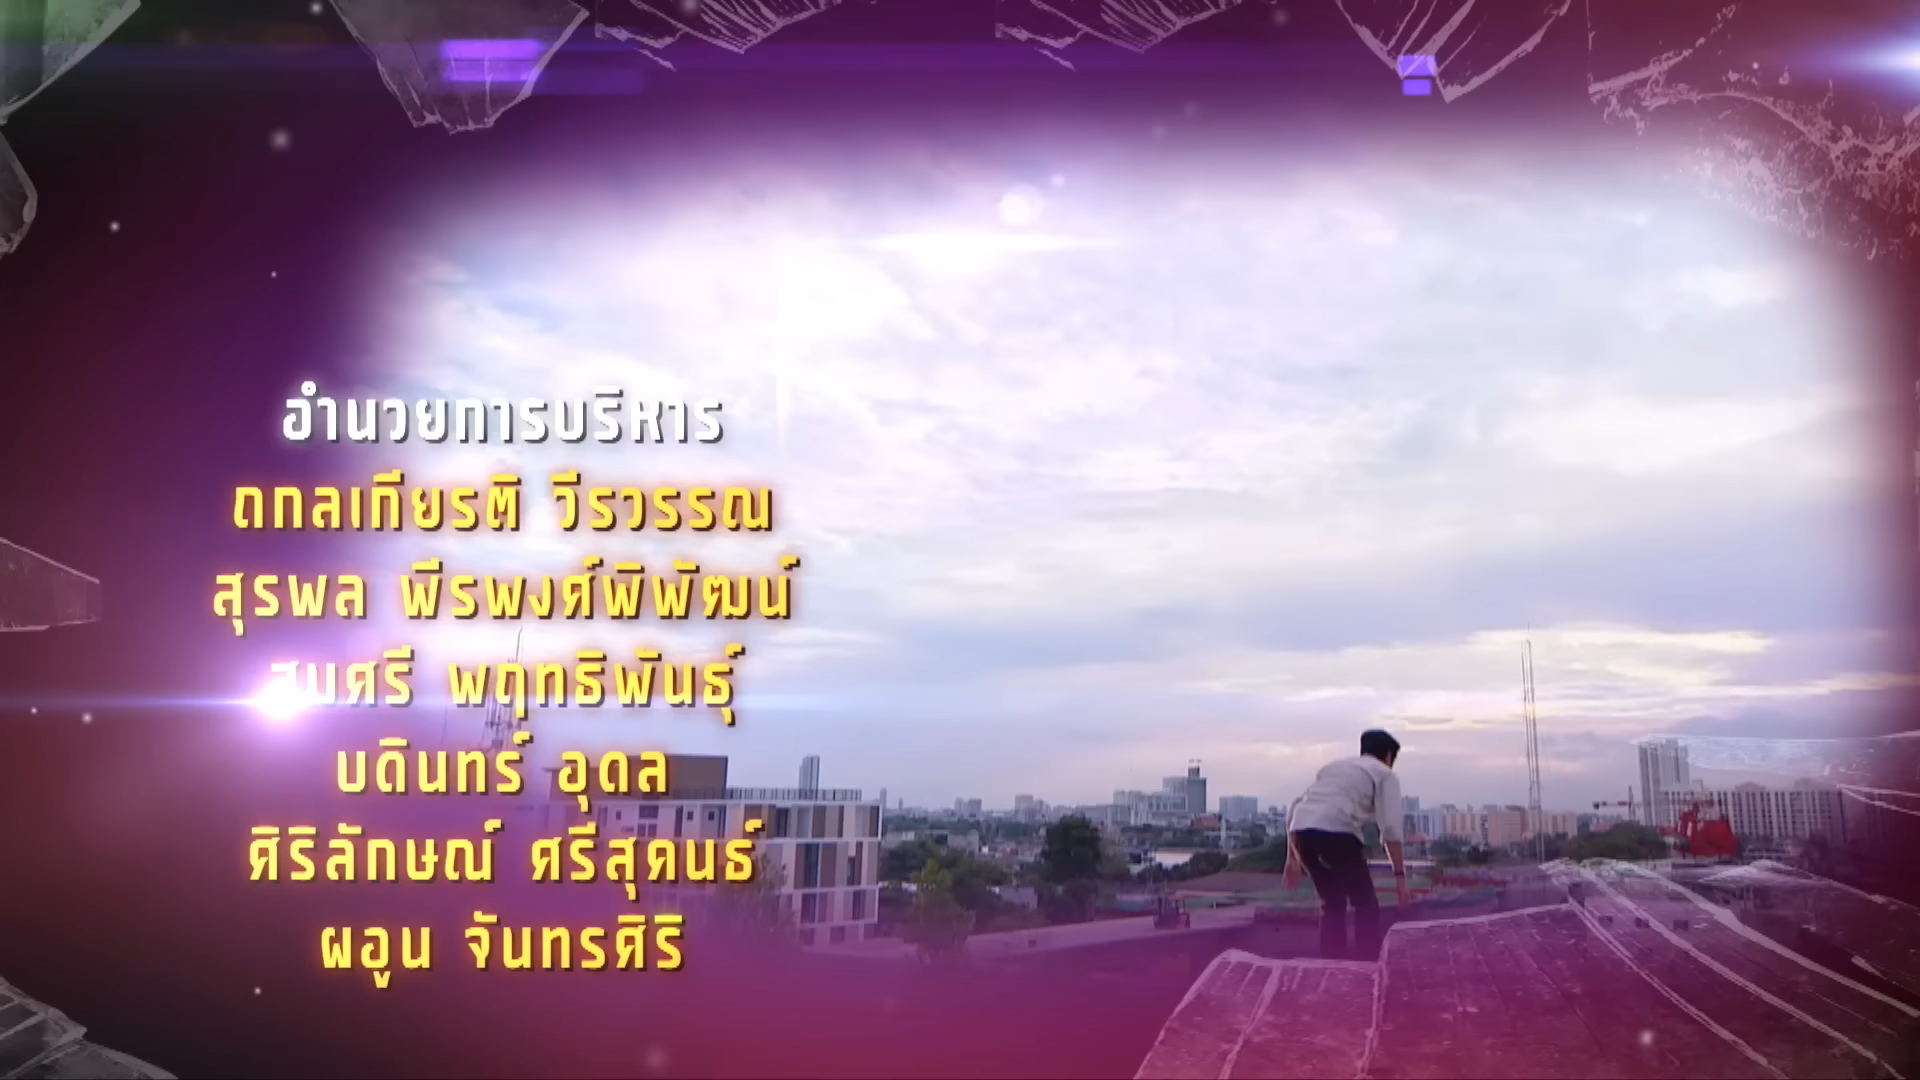 อำนวยการบริหาร
ถกลเกียรติ วีรวรรณ
สุรพล พีรพงศ์พิพัฒน์
สมศรี พฤทธิพันธุ์
บดินทร์ อุดล
ศิริลักษณ์ ศรีสุคนธ์
ผอูน จันทรศิริ